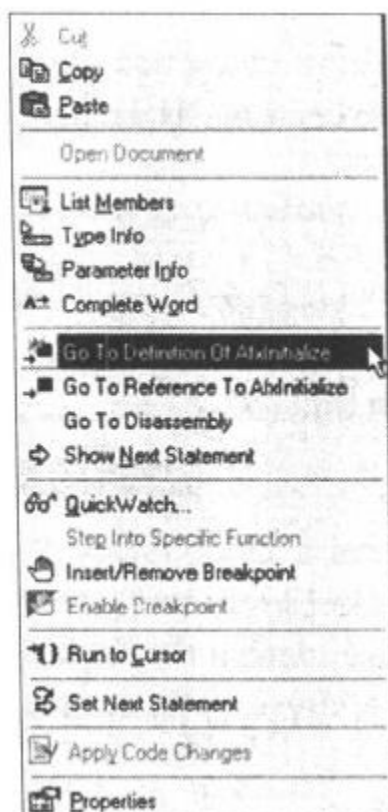 Cut
Copy
Paste
Open Document
List Members
Type Info
Parameter Info
Complete Word
Go To Definition Of AfxInitialize
Go To Reference To AfxInitialize
Go To Disassembly
Show Next Statement
QuickWatch...
Step Into Specific Function
Insert/Remove Breakpoint
Enable Breakpoint
Run to Cursor
Set Next Statement
Apply Code Changes
Properties